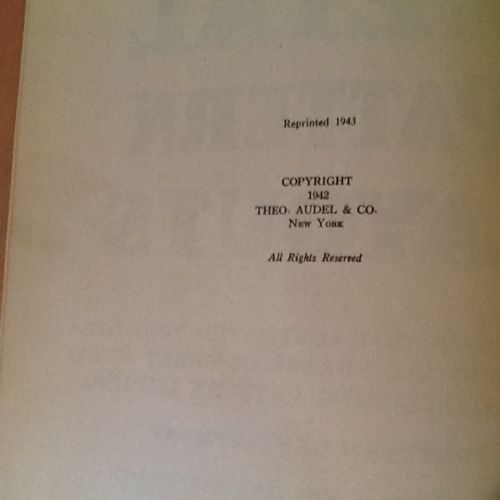 Reprinted 1943
COPYRIGHT
1942
THEO. AUDEL & CO.
NEW YORK
All Rights Reserved